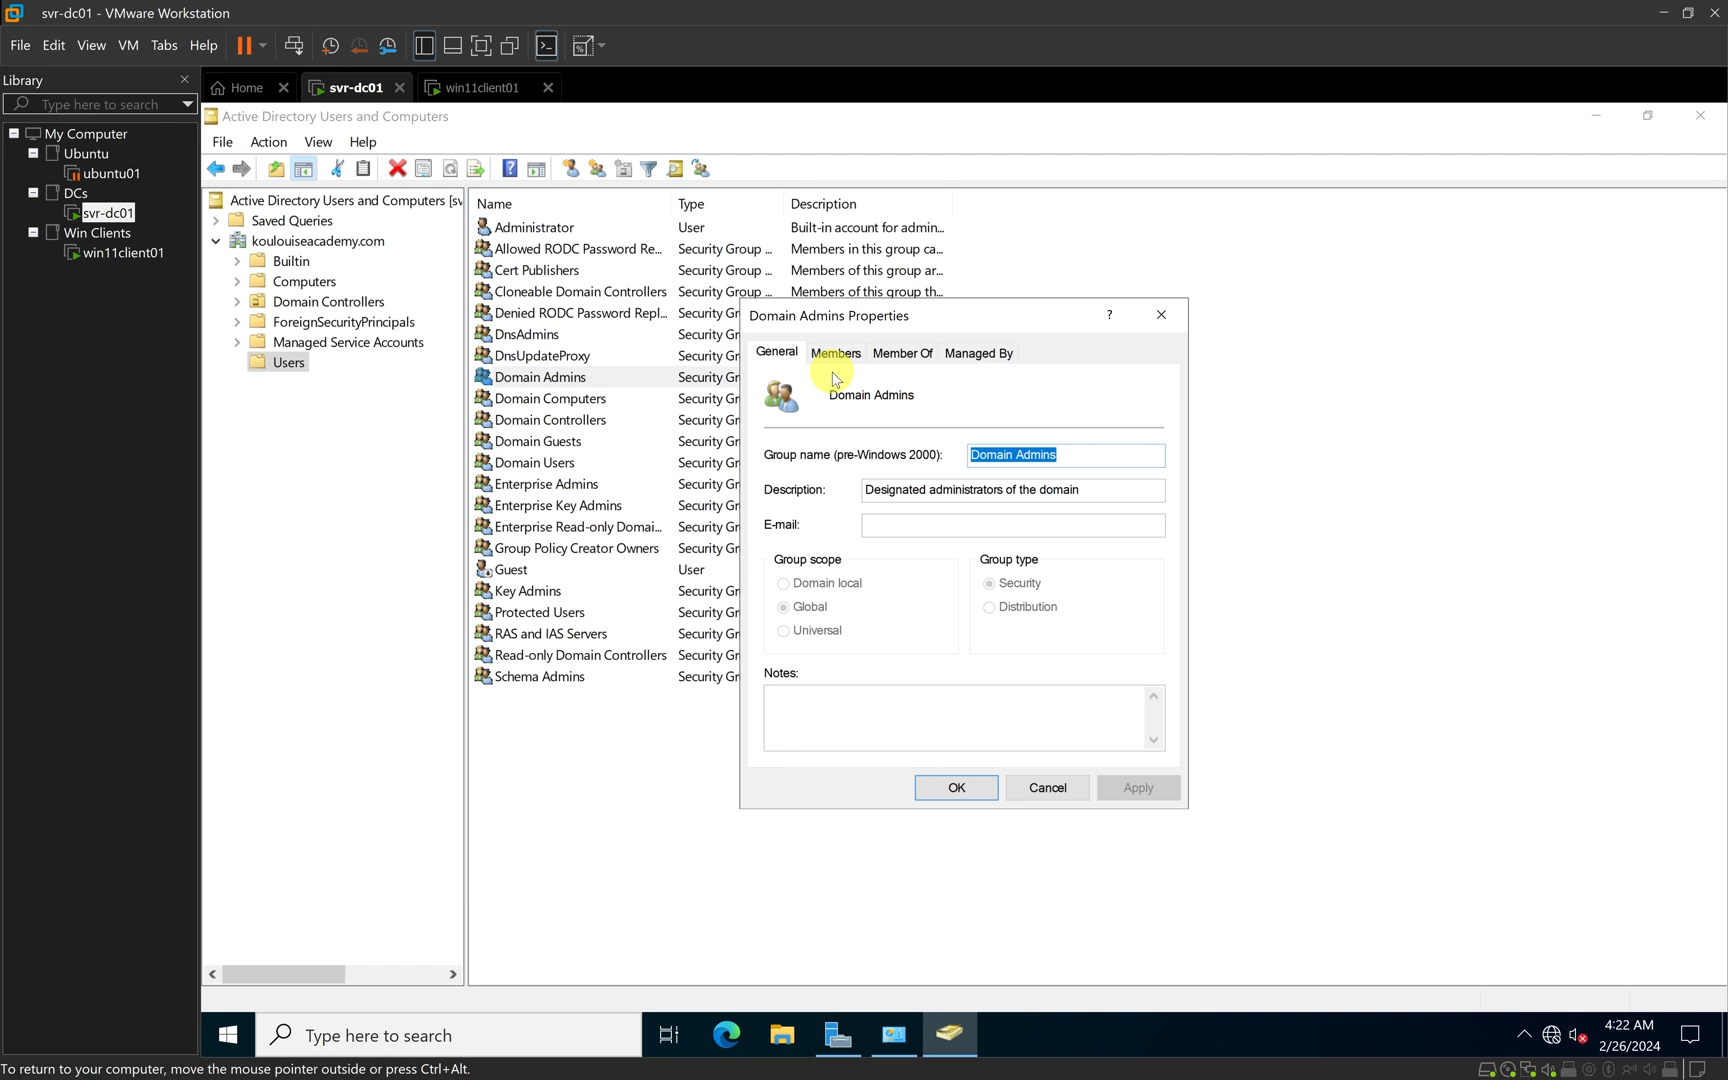 svr-dc01 - VMware Workstation
File Edit View VM Tabs Help
Library
Type here to search
My Computer
Ubuntu
ubuntu01
DCs
svr-dc01
Win Clients
win11client01
Home svr-dc01 win11client01
Active Directory Users and Computers
File Action View Help
Active Directory Users and Computers [sv
Saved Queries
koulouiseacademy.com
Builtin
Computers
Domain Controllers
ForeignSecurityPrincipals
Managed Service Accounts
Users
Name Type Description
Administrator User Built-in account for admin...
Allowed RODC Password Re... Security Group ... Members in this group ca...
Cert Publishers Security Group ... Members of this group ar...
Cloneable Domain Controllers Security Group ... Members of this group th...
Denied RODC Password Repl... Security Gr
DnsAdmins Security Gr
DnsUpdateProxy Security Gr
Domain Admins Security Gr
Domain Computers Security Gr
Domain Controllers Security Gr
Domain Guests Security Gr
Domain Users Security Gr
Enterprise Admins Security Gr
Enterprise Key Admins Security Gr
Enterprise Read-only Domai... Security Gr
Group Policy Creator Owners Security Gr
Guest User
Key Admins Security Gr
Protected Users Security Gr
RAS and IAS Servers Security Gr
Read-only Domain Controllers Security Gr
Schema Admins Security Gr
Domain Admins Properties ?
General Members Member Of Managed By
Domain Admins
Group name (pre-Windows 2000): Domain Admins
Description: Designated administrators of the domain
E-mail:
Group scope Group type
Domain local Security
Global Distribution
Universal
Notes:
OK Cancel Apply
Type here to search
4:22 AM
2/26/2024
To return to your computer, move the mouse pointer outside or press Ctrl+Alt.